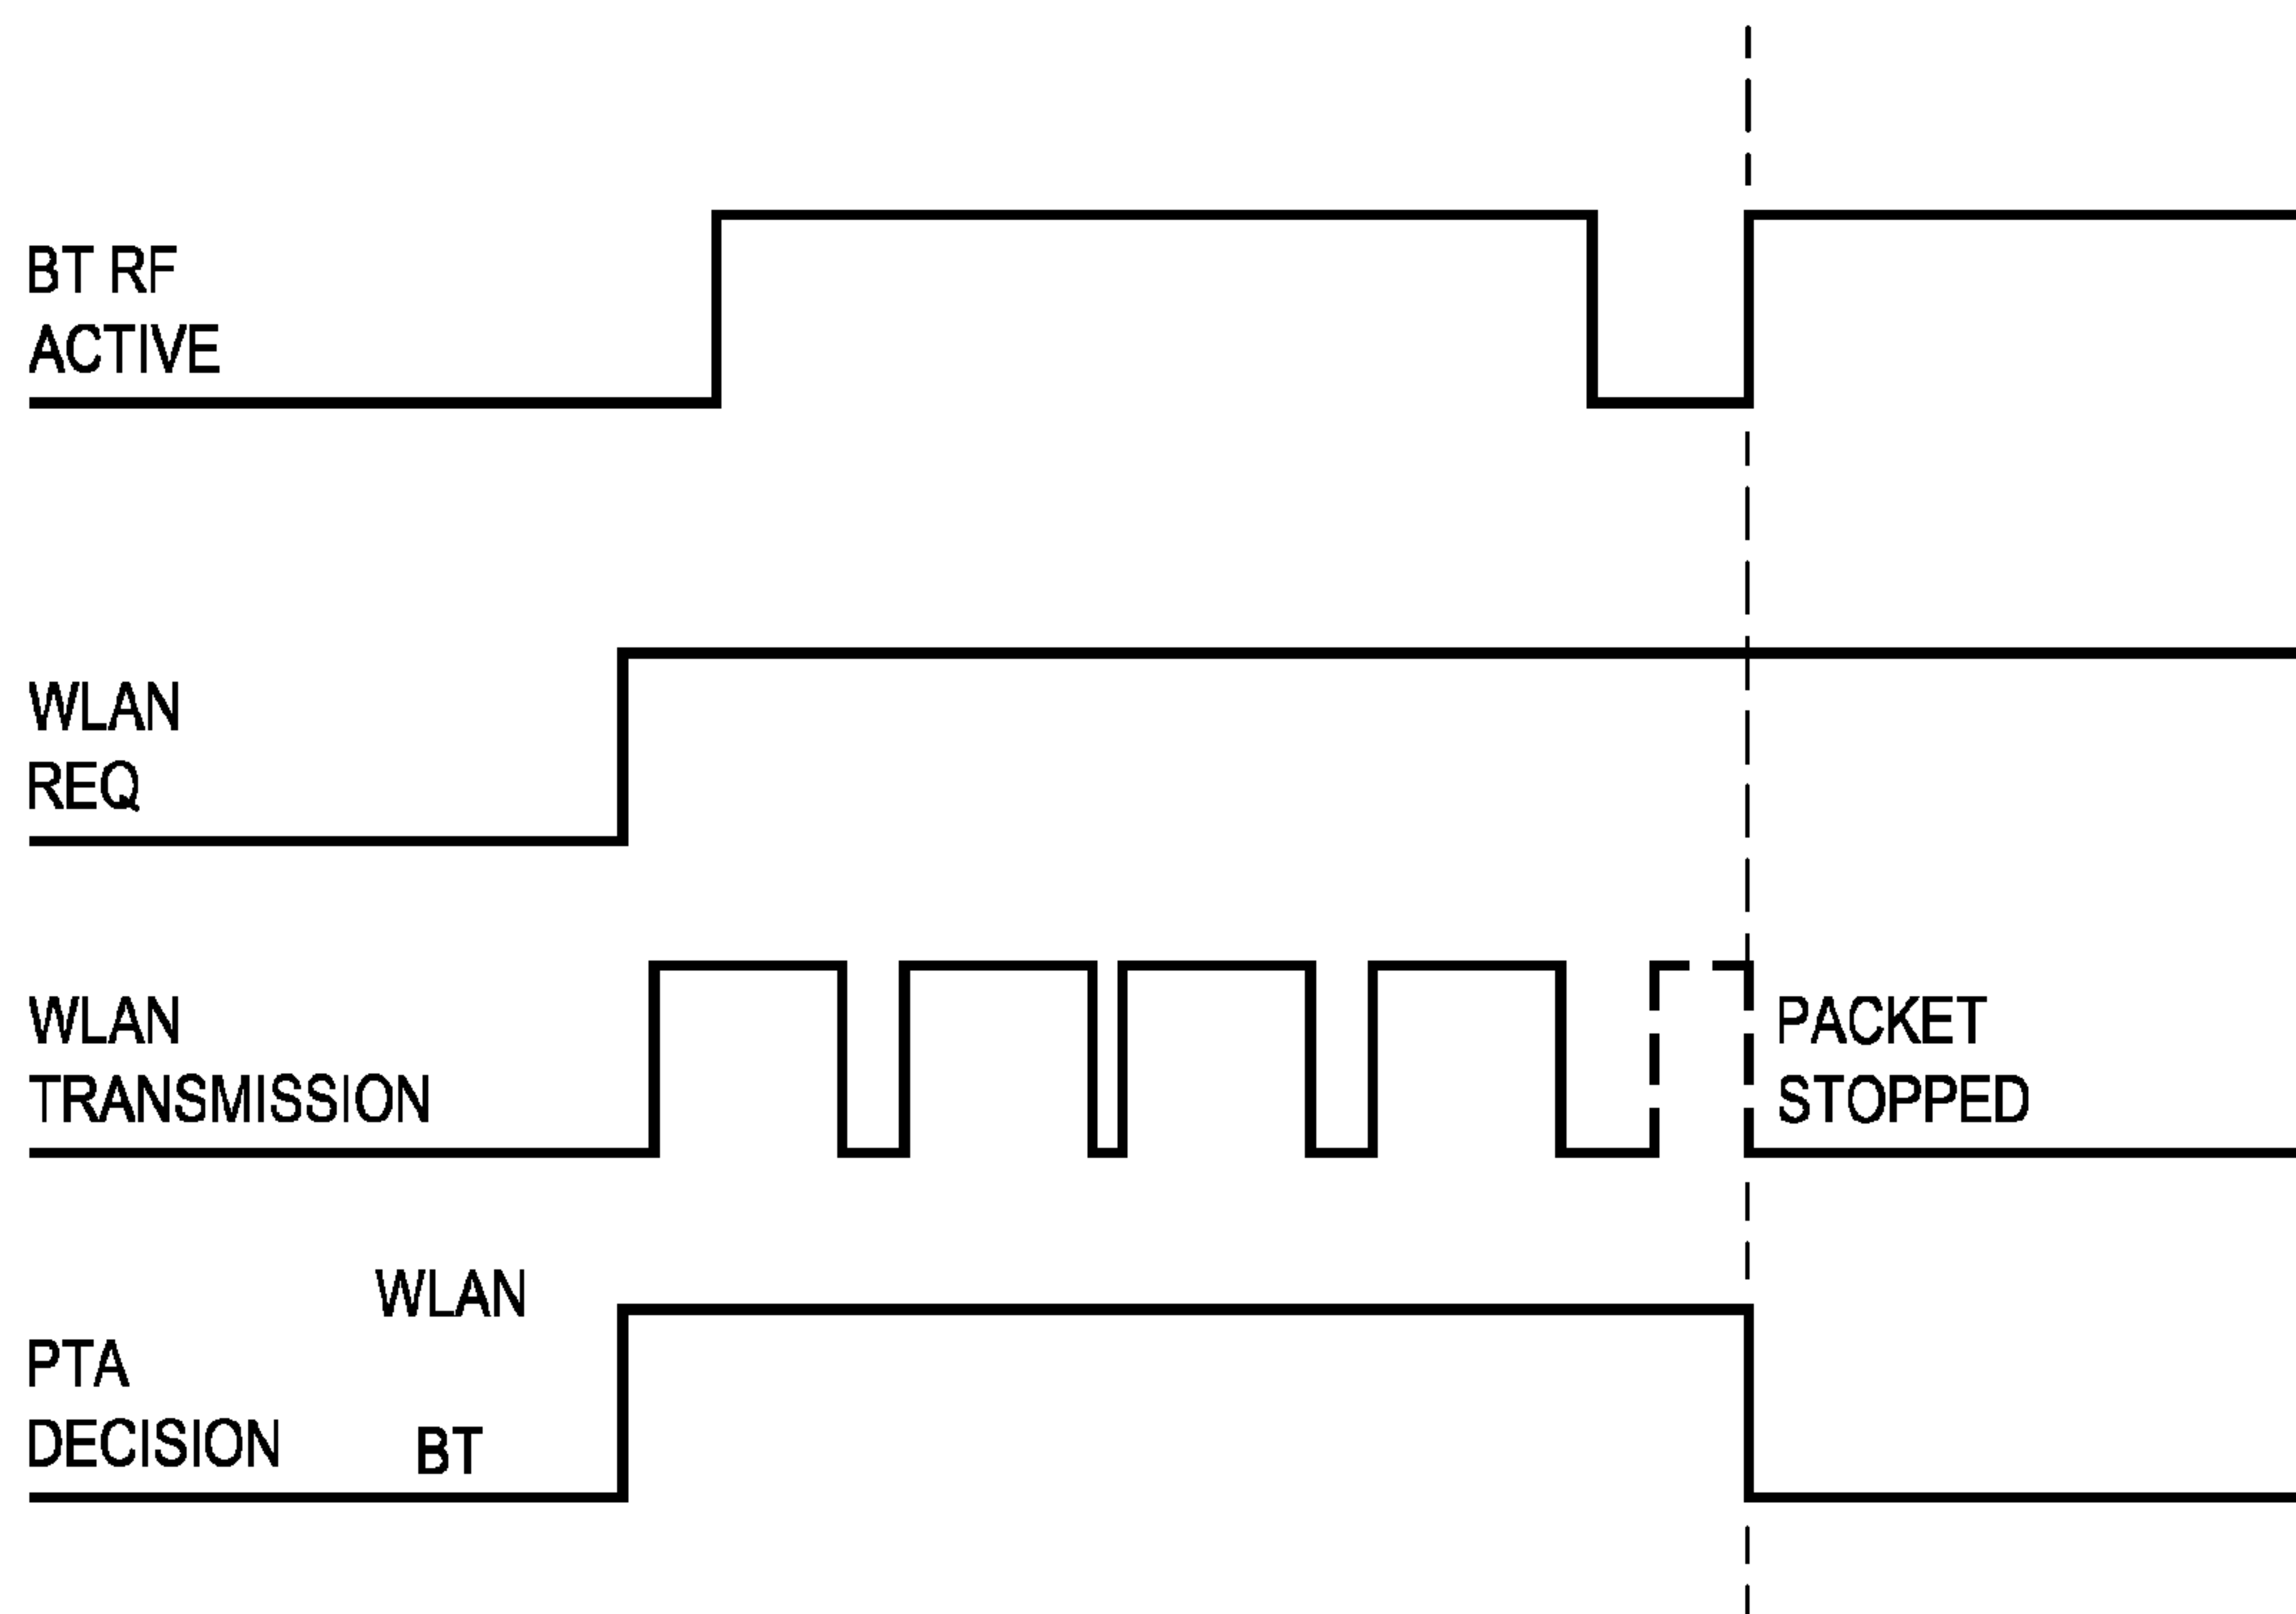 BT RF
ACTIVE
WLAN
REQ
WLAN
TRANSMISSION
PACKET
STOPPED
WLAN
PTA
DECISION
BT